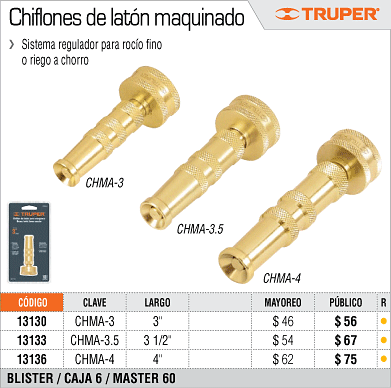 Chiflones de latón maquinado
TRUPER®
Sistema regulador para rocío fino
o riego a chorro
CHMA-3
CHMA-3.5
CHMA-4
TRUPER
CÓDIGO CLAVE LARGO MAYOREO PÚBLICO R
13130 CHMA-3 3" $ 46 $ 56
13133 CHMA-3.5 3 1/2" $ 54 $ 67
13136 CHMA-4 4" $ 62 $ 75
BLISTER / CAJA 6 / MASTER 60